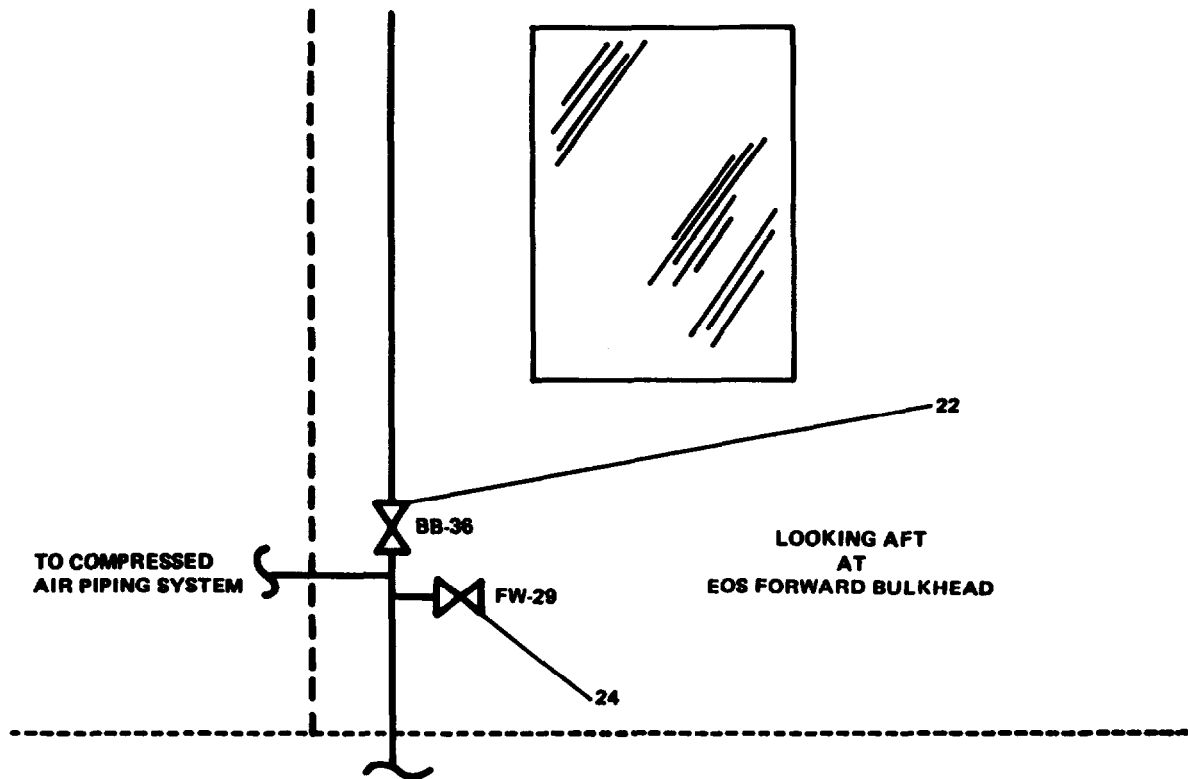 22
BB-36
TO COMPRESSED
AIR PIPING SYSTEM
LOOKING AFT
AT
EOS FORWARD BULKHEAD
FW-29
24